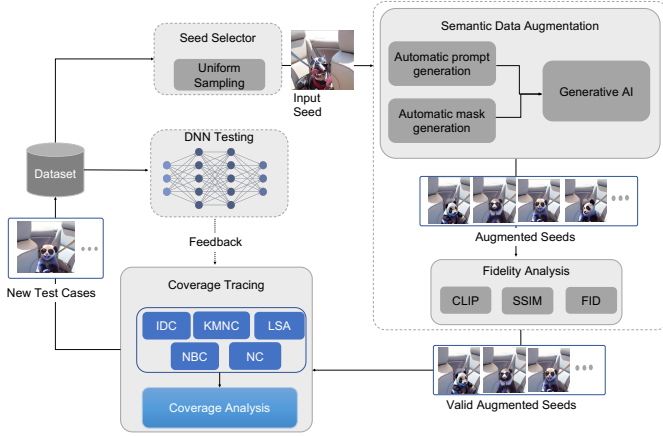 Seed Selector
Uniform
Sampling
Input
Seed
Semantic Data Augmentation
Automatic prompt
generation
Automatic mask
generation
Generative AI
DNN Testing
Dataset
Feedback
New Test Cases
Augmented Seeds
Fidelity Analysis
CLIP
SSIM
FID
Coverage Tracing
IDC
KMNC
LSA
NBC
NC
Coverage Analysis
Valid Augmented Seeds